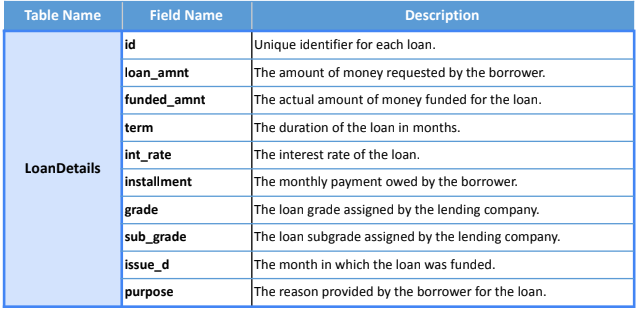 Table Name Field Name Description
id Unique identifier for each loan.
loan_amnt The amount of money requested by the borrower.
funded_amnt The actual amount of money funded for the loan.
term The duration of the loan in months.
int_rate The interest rate of the loan.
LoanDetails
installment The monthly payment owed by the borrower.
grade The loan grade assigned by the lending company.
sub_grade The loan subgrade assigned by the lending company.
issue_d The month in which the loan was funded.
purpose The reason provided by the borrower for the loan.